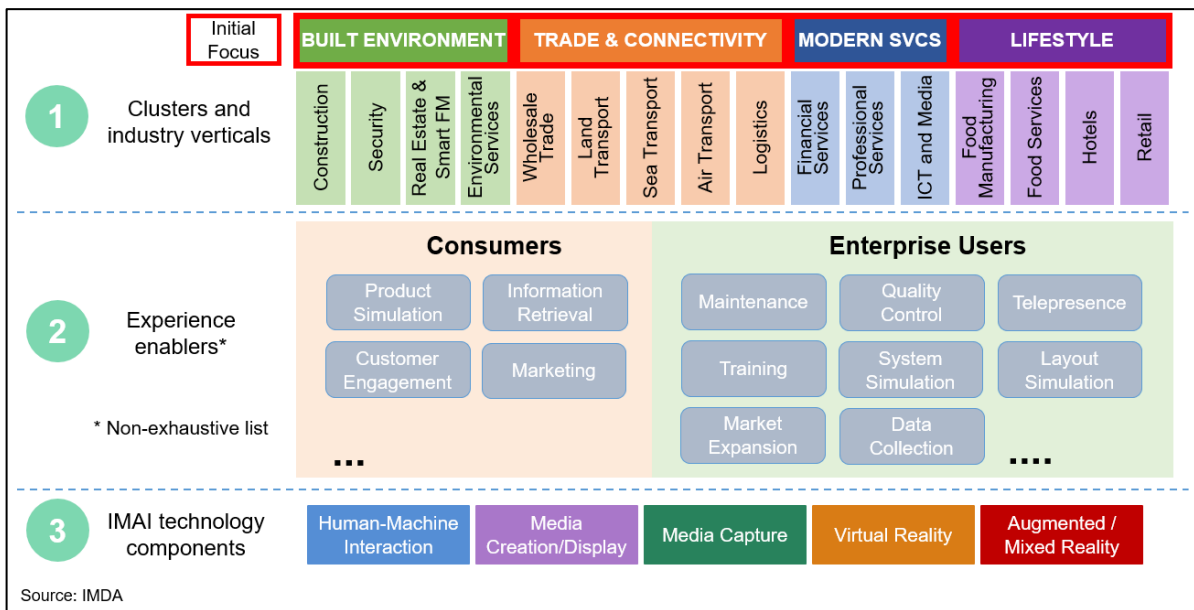 Initial
Focus
BUILT ENVIRONMENT
TRADE & CONNECTIVITY
MODERN SVCS
LIFESTYLE
1
Clusters and
industry verticals
Construction
Security
Real Estate &
Smart FM
Environmental
Services
Wholesale
Trade
Land
Transport
Sea Transport
Air Transport
Logistics
Financial
Services
Professional
Services
ICT and Media
Food
Manufacturing
Food Services
Hotels
Retail
2
Experience
enablers*
* Non-exhaustive list
Consumers
Product
Simulation
Information
Retrieval
Customer
Engagement
Marketing
...
Enterprise Users
Maintenance
Quality
Control
Telepresence
Training
System
Simulation
Layout
Simulation
Market
Expansion
Data
Collection
....
3
IMAI technology
components
Human-Machine
Interaction
Media
Creation/Display
Media Capture
Virtual Reality
Augmented /
Mixed Reality
Source: IMDA